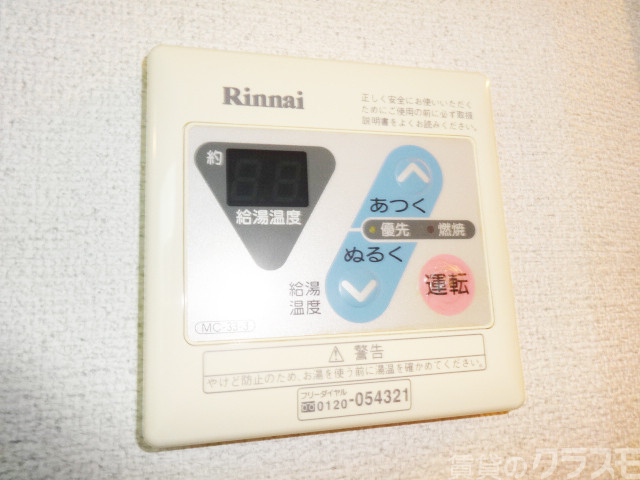 Rinnai
正しく安全にお使いいただく
ためにご使用の前に必ず取扱
説明書をよくお読みください。
約
給湯温度
あつく
優先 燃焼
ぬるく
給湯
温度
運転
警告
やけど防止のため、お湯を使う前に湯温を確かめてください。
フリーダイヤル
0120-054321
賃貸のクラスモ